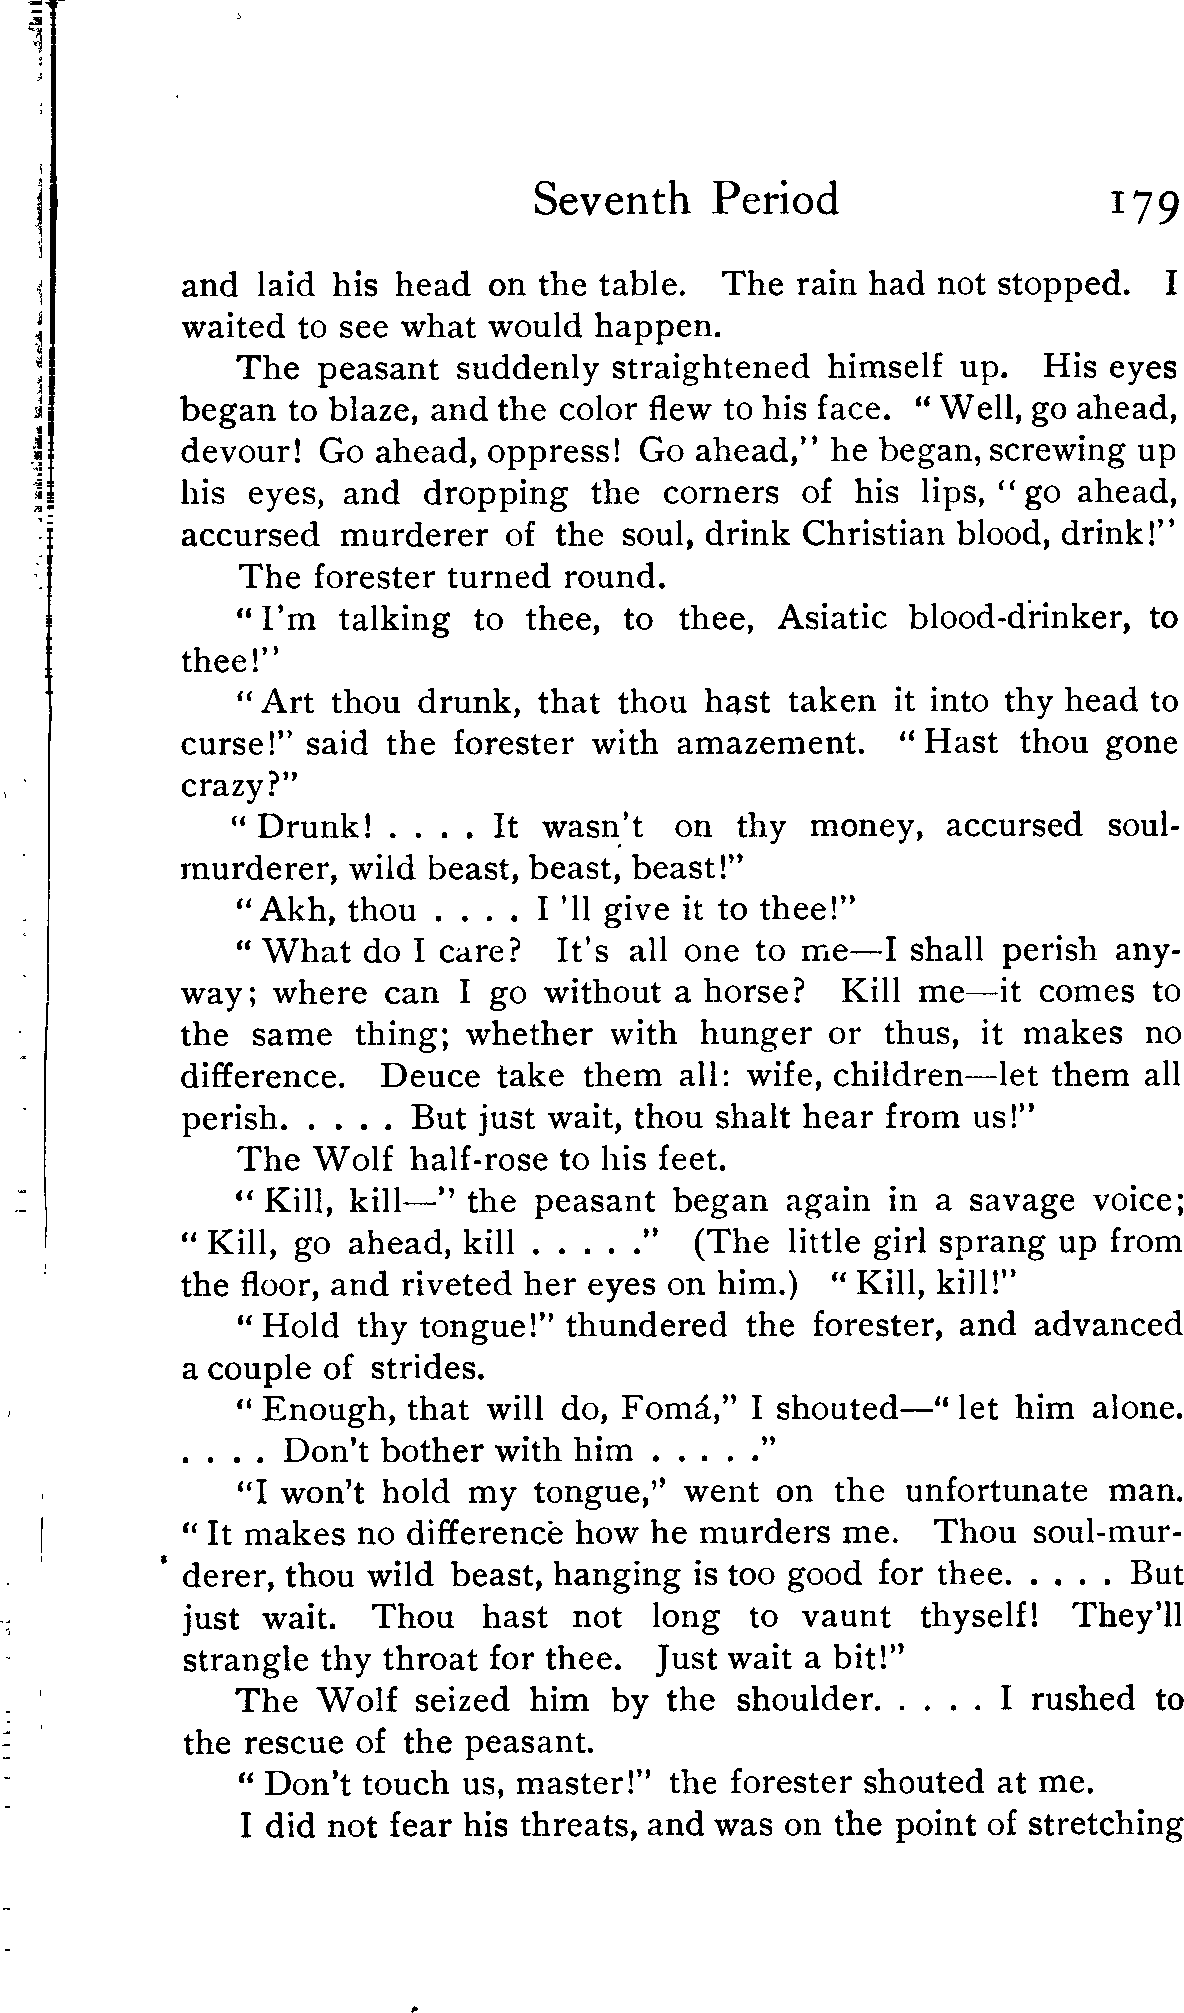 Seventh Period 179
and laid his head on the table. The rain had not stopped. I
waited to see what would happen.
The peasant suddenly straightened himself up. His eyes
began to blaze, and the color flew to his face. "Well, go ahead,
devour! Go ahead, oppress! Go ahead," he began, screwing up
his eyes, and dropping the corners of his lips, "go ahead,
accursed murderer of the soul, drink Christian blood, drink!"
The forester turned round.
"I'm talking to thee, to thee, Asiatic blood-drinker, to
thee!"
"Art thou drunk, that thou hast taken it into thy head to
curse!" said the forester with amazement. "Hast thou gone
crazy?"
"Drunk! . . . . It wasn't on thy money, accursed soul-
murderer, wild beast, beast, beast!"
"Akh, thou . . . . I 'll give it to thee!"
"What do I care? It's all one to me—I shall perish any-
way; where can I go without a horse? Kill me—it comes to
the same thing; whether with hunger or thus, it makes no
difference. Deuce take them all: wife, children—let them all
perish. . . . . But just wait, thou shalt hear from us!"
The Wolf half-rose to his feet.
"Kill, kill—" the peasant began again in a savage voice;
"Kill, go ahead, kill . . . . ." (The little girl sprang up from
the floor, and riveted her eyes on him.) "Kill, kill!"
"Hold thy tongue!" thundered the forester, and advanced
a couple of strides.
"Enough, that will do, Fomá," I shouted—"let him alone.
. . . . Don't bother with him . . . . ."
"I won't hold my tongue," went on the unfortunate man.
"It makes no difference how he murders me. Thou soul-mur-
derer, thou wild beast, hanging is too good for thee. . . . . But
just wait. Thou hast not long to vaunt thyself! They'll
strangle thy throat for thee. Just wait a bit!"
The Wolf seized him by the shoulder. . . . . I rushed to
the rescue of the peasant.
"Don't touch us, master!" the forester shouted at me.
I did not fear his threats, and was on the point of stretching